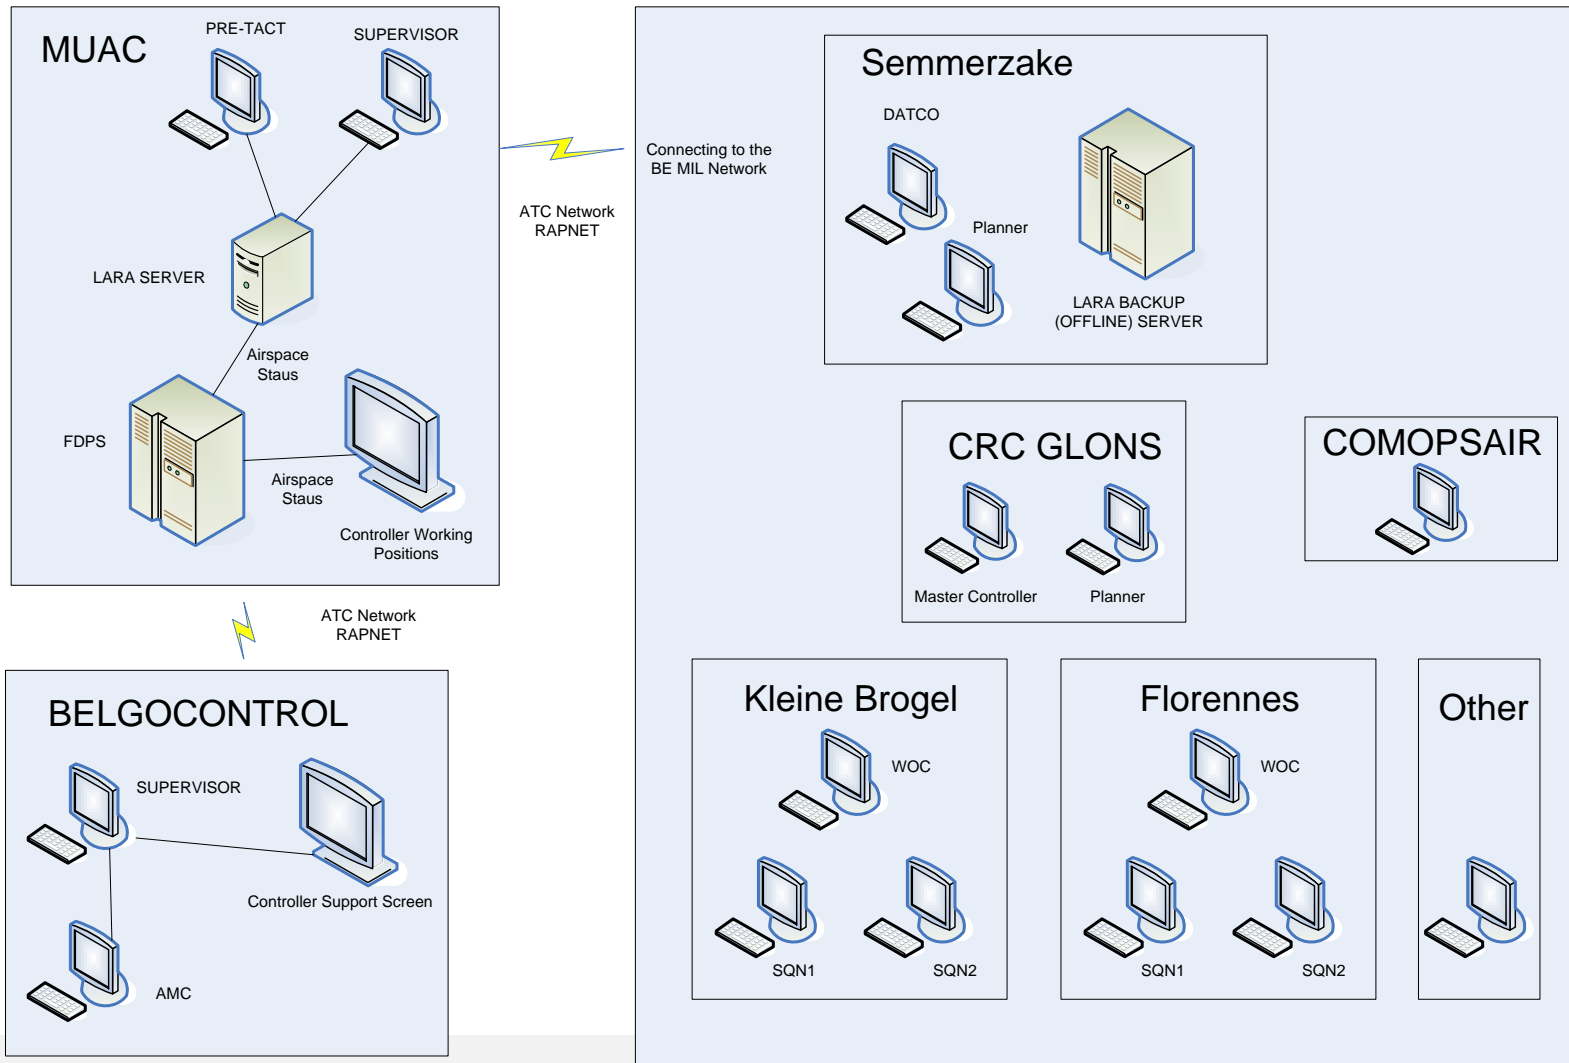 MUAC
PRE-TACT
SUPERVISOR
LARA SERVER
Airspace
Staus
FDPS
Airspace
Staus
Controller Working
Positions
ATC Network
RAPNET
Connecting to the
BE MIL Network
ATC Network
RAPNET
BELGOCONTROL
SUPERVISOR
Controller Support Screen
AMC
Semmerzake
DATCO
Planner
LARA BACKUP
(OFFLINE) SERVER
CRC GLONS
Master Controller
Planner
COMOPSAIR
Kleine Brogel
WOC
SQN1
SQN2
Florennes
WOC
SQN1
SQN2
Other